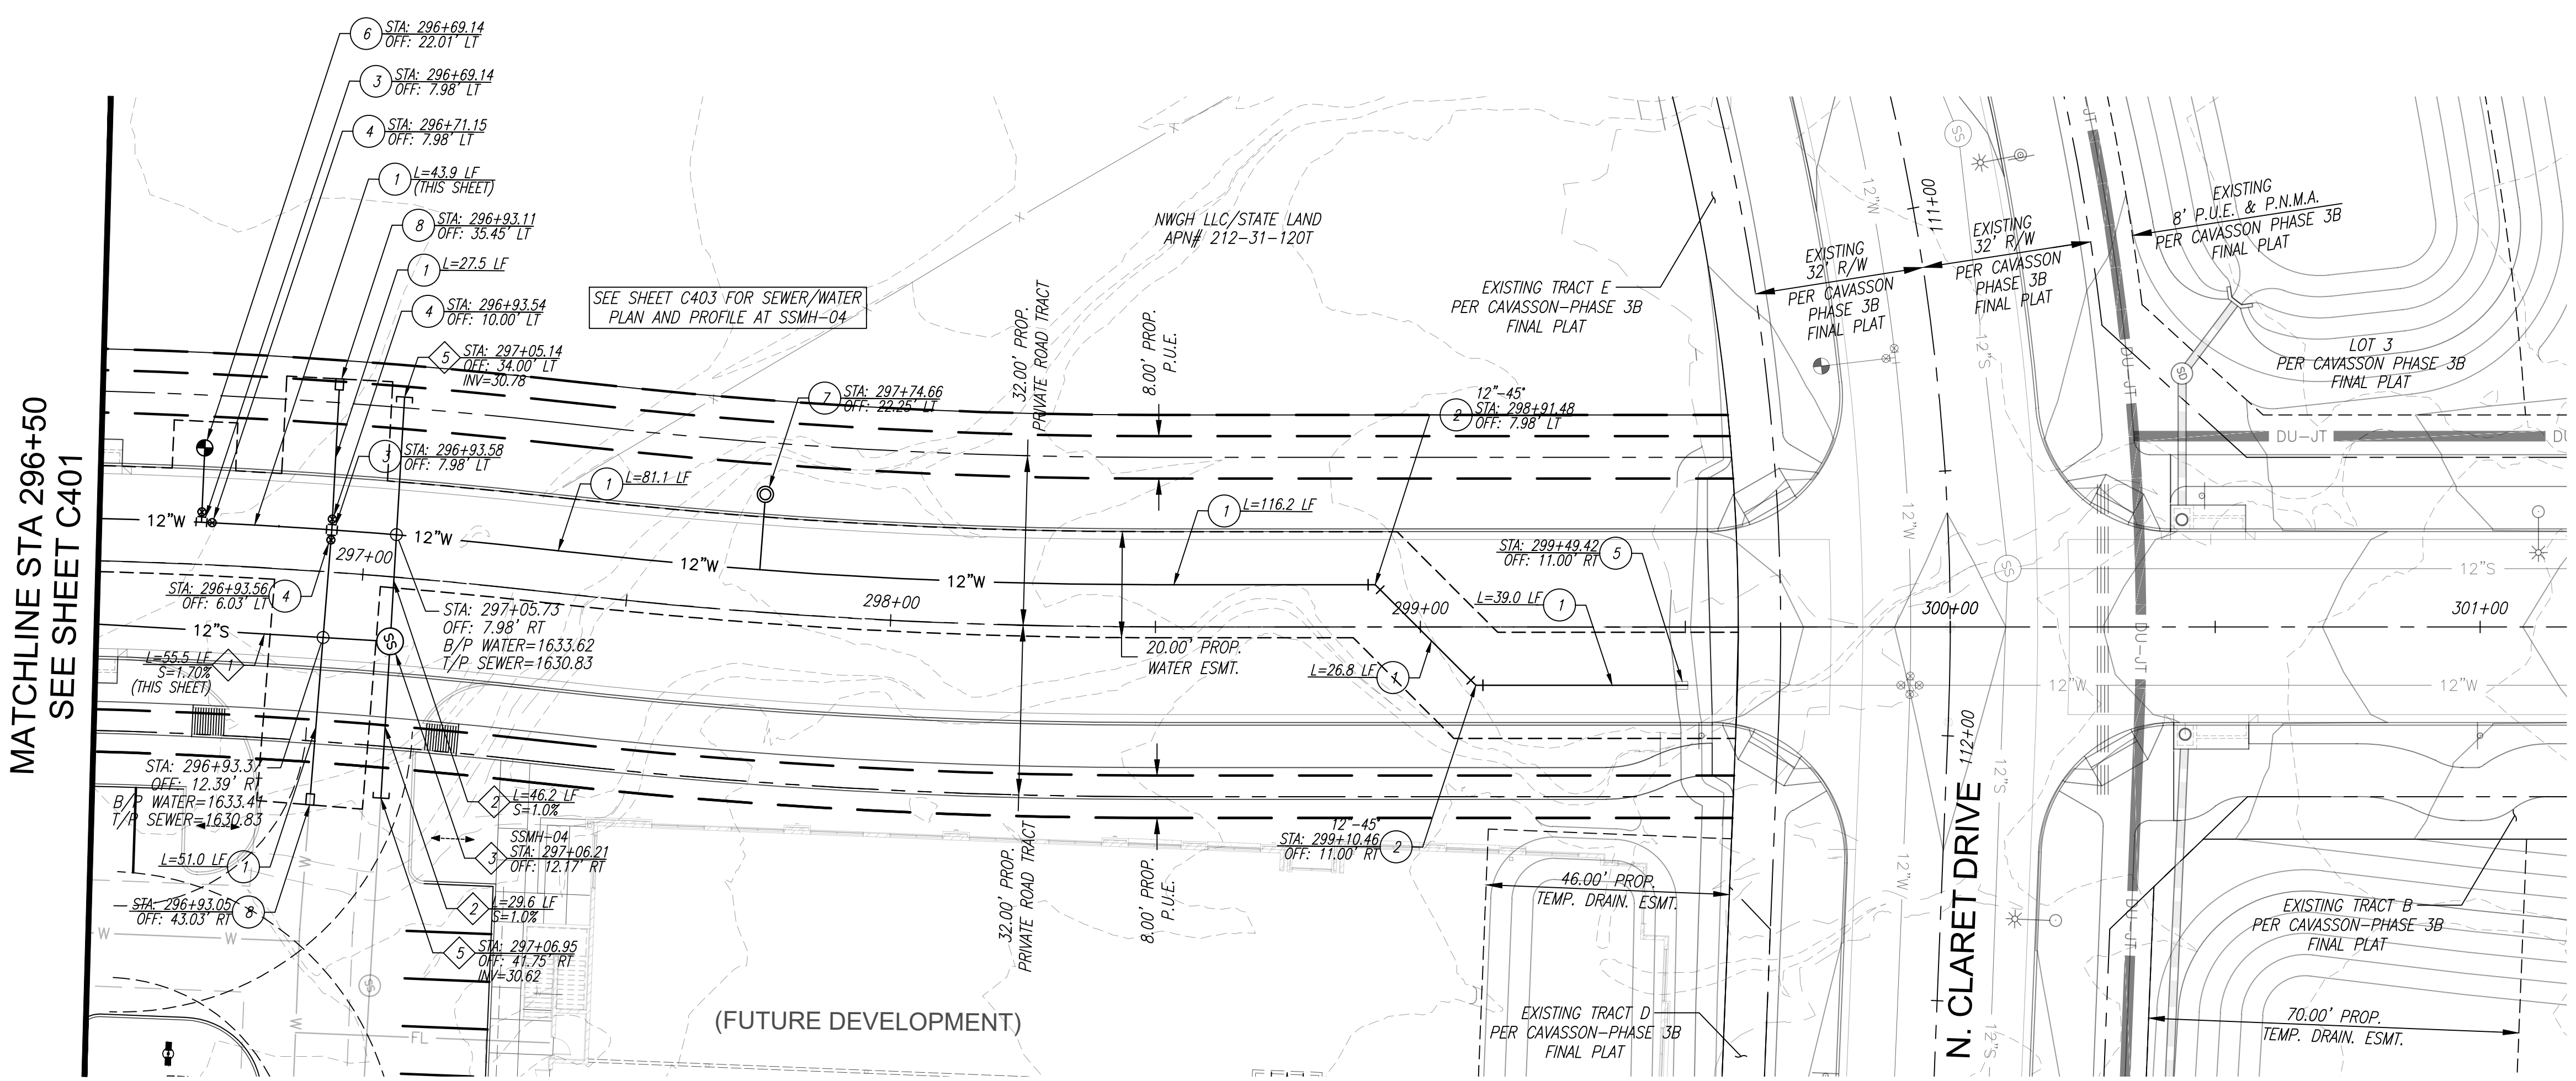 6
STA: 296+69.14
OFF: 22.01' LT
3
STA: 296+69.14
OFF: 7.98' LT
4
STA: 296+71.15
OFF: 7.98' LT
1
L=43.9 LF
(THIS SHEET)
8
STA: 296+93.11
OFF: 35.45' LT
1
L=27.5 LF
4
STA: 296+93.54
OFF: 10.00' LT
5
STA: 297+05.14
OFF: 34.00' LT
INV=30.78
3
STA: 296+93.58
OFF: 7.98' LT
SEE SHEET C403 FOR SEWER/WATER
PLAN AND PROFILE AT SSMH-04
7
STA: 297+74.66
OFF: 22.25' LT
NWGH LLC/STATE LAND
APN# 212-31-120T
32.00' PROP.
PRIVATE ROAD TRACT
8.00' PROP.
P.U.E.
12"-45°
2
STA: 298+91.48
OFF: 7.98' LT
EXISTING TRACT E
PER CAVASSON-PHASE 3B
FINAL PLAT
EXISTING
32' R/W
PER CAVASSON
PHASE 3B
FINAL PLAT
EXISTING
32' R/W
PER CAVASSON
PHASE 3B
FINAL PLAT
111+00
12"W
SS
12"S
JT
EXISTING
8' P.U.E. & P.N.M.A.
PER CAVASSON PHASE 3B
FINAL PLAT
LOT 3
PER CAVASSON PHASE 3B
FINAL PLAT
SD
DU-JT
DU-JT
DU
MATCHLINE STA 296+50
SEE SHEET C401
12"W
297+00
12"W
1
L=81.1 LF
12"W
12"W
1
L=116.2 LF
298+00
299+00
300+00
301+00
STA: 299+49.42
OFF: 11.00' RT
5
L=39.0 LF
1
20.00' PROP.
WATER ESMT.
L=26.8 LF
1
12"W
SS
12"S
12"W
12"W
DU-JT
STA: 296+93.56
OFF: 6.03' LT
4
12"S
SS
L=55.5 LF
S=1.70%
(THIS SHEET)
1
STA: 297+05.73
OFF: 7.98' RT
B/P WATER=1633.62
T/P SEWER=1630.83
STA: 296+93.37
OFF: 12.39' RT
B/P WATER=1633.41
T/P SEWER=1630.83
2
L=46.2 LF
S=1.0%
SSMH-04
3
STA: 297+06.21
OFF: 12.17' RT
L=51.0 LF
1
STA: 296+93.05
OFF: 43.03' RT
8
2
L=29.6 LF
S=1.0%
5
STA: 297+06.95
OFF: 41.75' RT
INV=30.62
W
W
W
W
SS
FL
32.00' PROP.
PRIVATE ROAD TRACT
8.00' PROP.
P.U.E.
12"-45°
STA: 299+10.46
OFF: 11.00' RT
2
46.00' PROP.
TEMP. DRAIN. ESMT.
EXISTING TRACT D
PER CAVASSON-PHASE 3B
FINAL PLAT
(FUTURE DEVELOPMENT)
N. CLARET DRIVE
112+00
12"W
12"S
12"S
DU-JT
EXISTING TRACT B
PER CAVASSON-PHASE 3B
FINAL PLAT
70.00' PROP.
TEMP. DRAIN. ESMT.